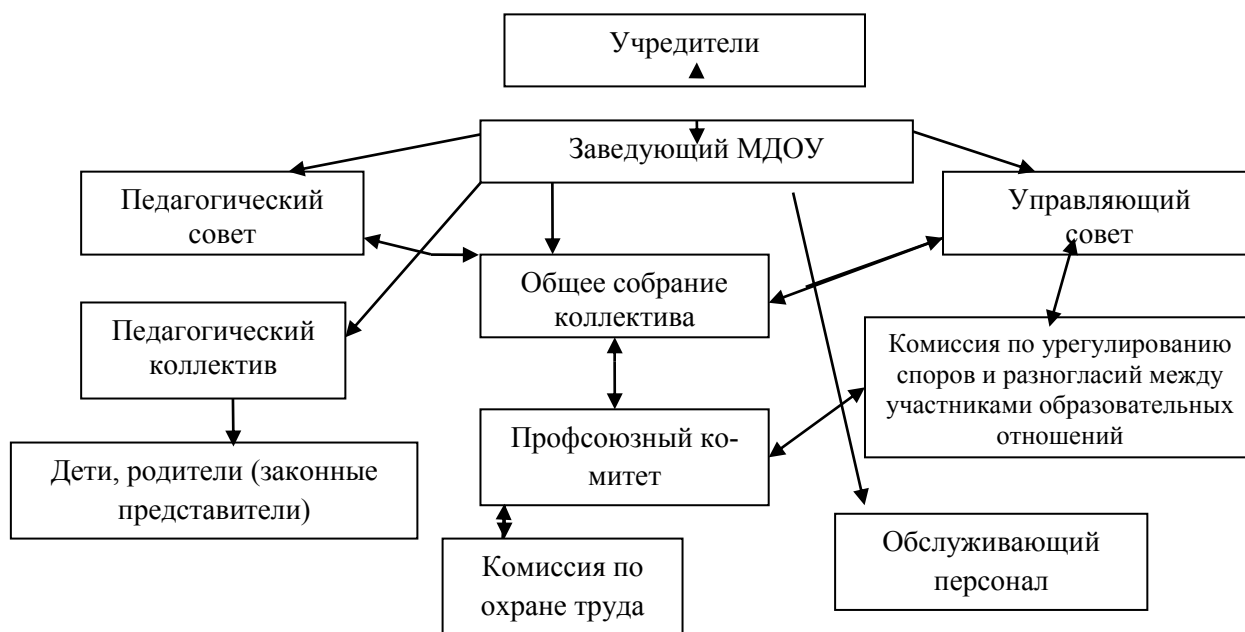 Учредители
Заведующий МДОУ
Педагогический
совет
Управляющий
совет
Общее собрание
коллектива
Педагогический
коллектив
Комиссия по урегулированию
споров и разногласий между
участниками образовательных
отношений
Профсоюзный ко-
митет
Дети, родители (законные
представители)
Обслуживающий
персонал
Комиссия по
охране труда